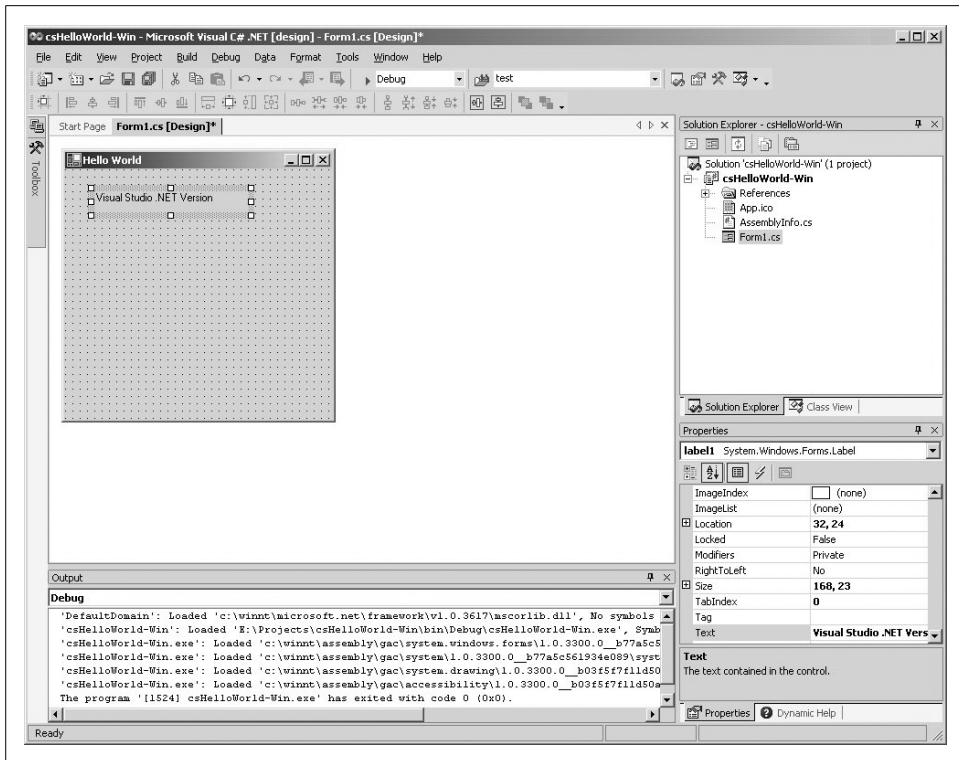 csHelloWorld-Win - Microsoft Visual C# .NET [design] - Form1.cs [Design]*
File Edit View Project Build Debug Data Format Tools Window Help
Debug test
Start Page Form1.cs [Design]*
Toolbox
Hello World
Visual Studio .NET Version
Solution Explorer - csHelloWorld-Win
Solution 'csHelloWorld-Win' (1 project)
csHelloWorld-Win
References
App.ico
AssemblyInfo.cs
Form1.cs
Solution Explorer Class View
Properties
label1 System.Windows.Forms.Label
ImageIndex (none)
ImageList (none)
Location 32, 24
Locked False
Modifiers Private
RightToLeft No
Size 168, 23
TabIndex 0
Tag
Text Visual Studio .NET Vers
Text
The text contained in the control.
Properties Dynamic Help
Output
Debug
'DefaultDomain': Loaded 'c:\winnt\microsoft.net\framework\v1.0.3617\mscorlib.dll', No symbols
'csHelloWorld-Win': Loaded 'E:\Projects\csHelloWorld-Win\bin\Debug\csHelloWorld-Win.exe', Symb
'csHelloWorld-Win.exe': Loaded 'c:\winnt\assembly\gac\system.windows.forms\1.0.3300.0__b77a5c5
'csHelloWorld-Win.exe': Loaded 'c:\winnt\assembly\gac\system\1.0.3300.0__b77a5c561934e089\syst
'csHelloWorld-Win.exe': Loaded 'c:\winnt\assembly\gac\system.drawing\1.0.3300.0__b03f5f7f11d50
'csHelloWorld-Win.exe': Loaded 'c:\winnt\assembly\gac\accessibility\1.0.3300.0__b03f5f7f11d50a
The program '[1524] csHelloWorld-Win.exe' has exited with code 0 (0x0).
Ready